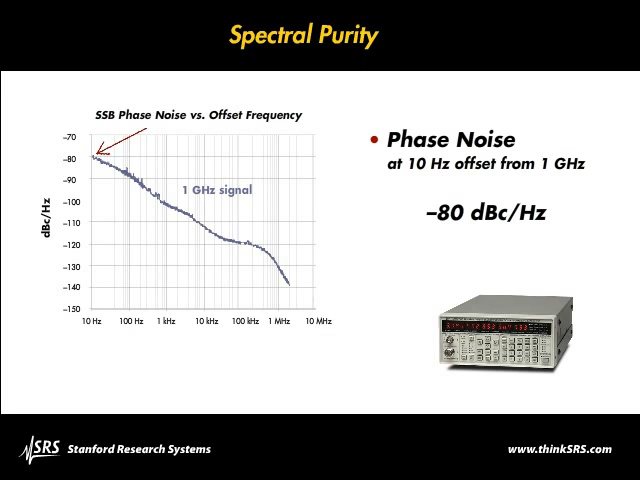 Spectral Purity
SSB Phase Noise vs. Offset Frequency
–70
–80
–90
–100
–110
–120
–130
–140
–150
dBc/Hz
1 GHz signal
10 Hz
100 Hz
1 kHz
10 kHz
100 kHz
1 MHz
10 MHz
• Phase Noise
at 10 Hz offset from 1 GHz
–80 dBc/Hz
SRS
Stanford Research Systems
www.thinkSRS.com